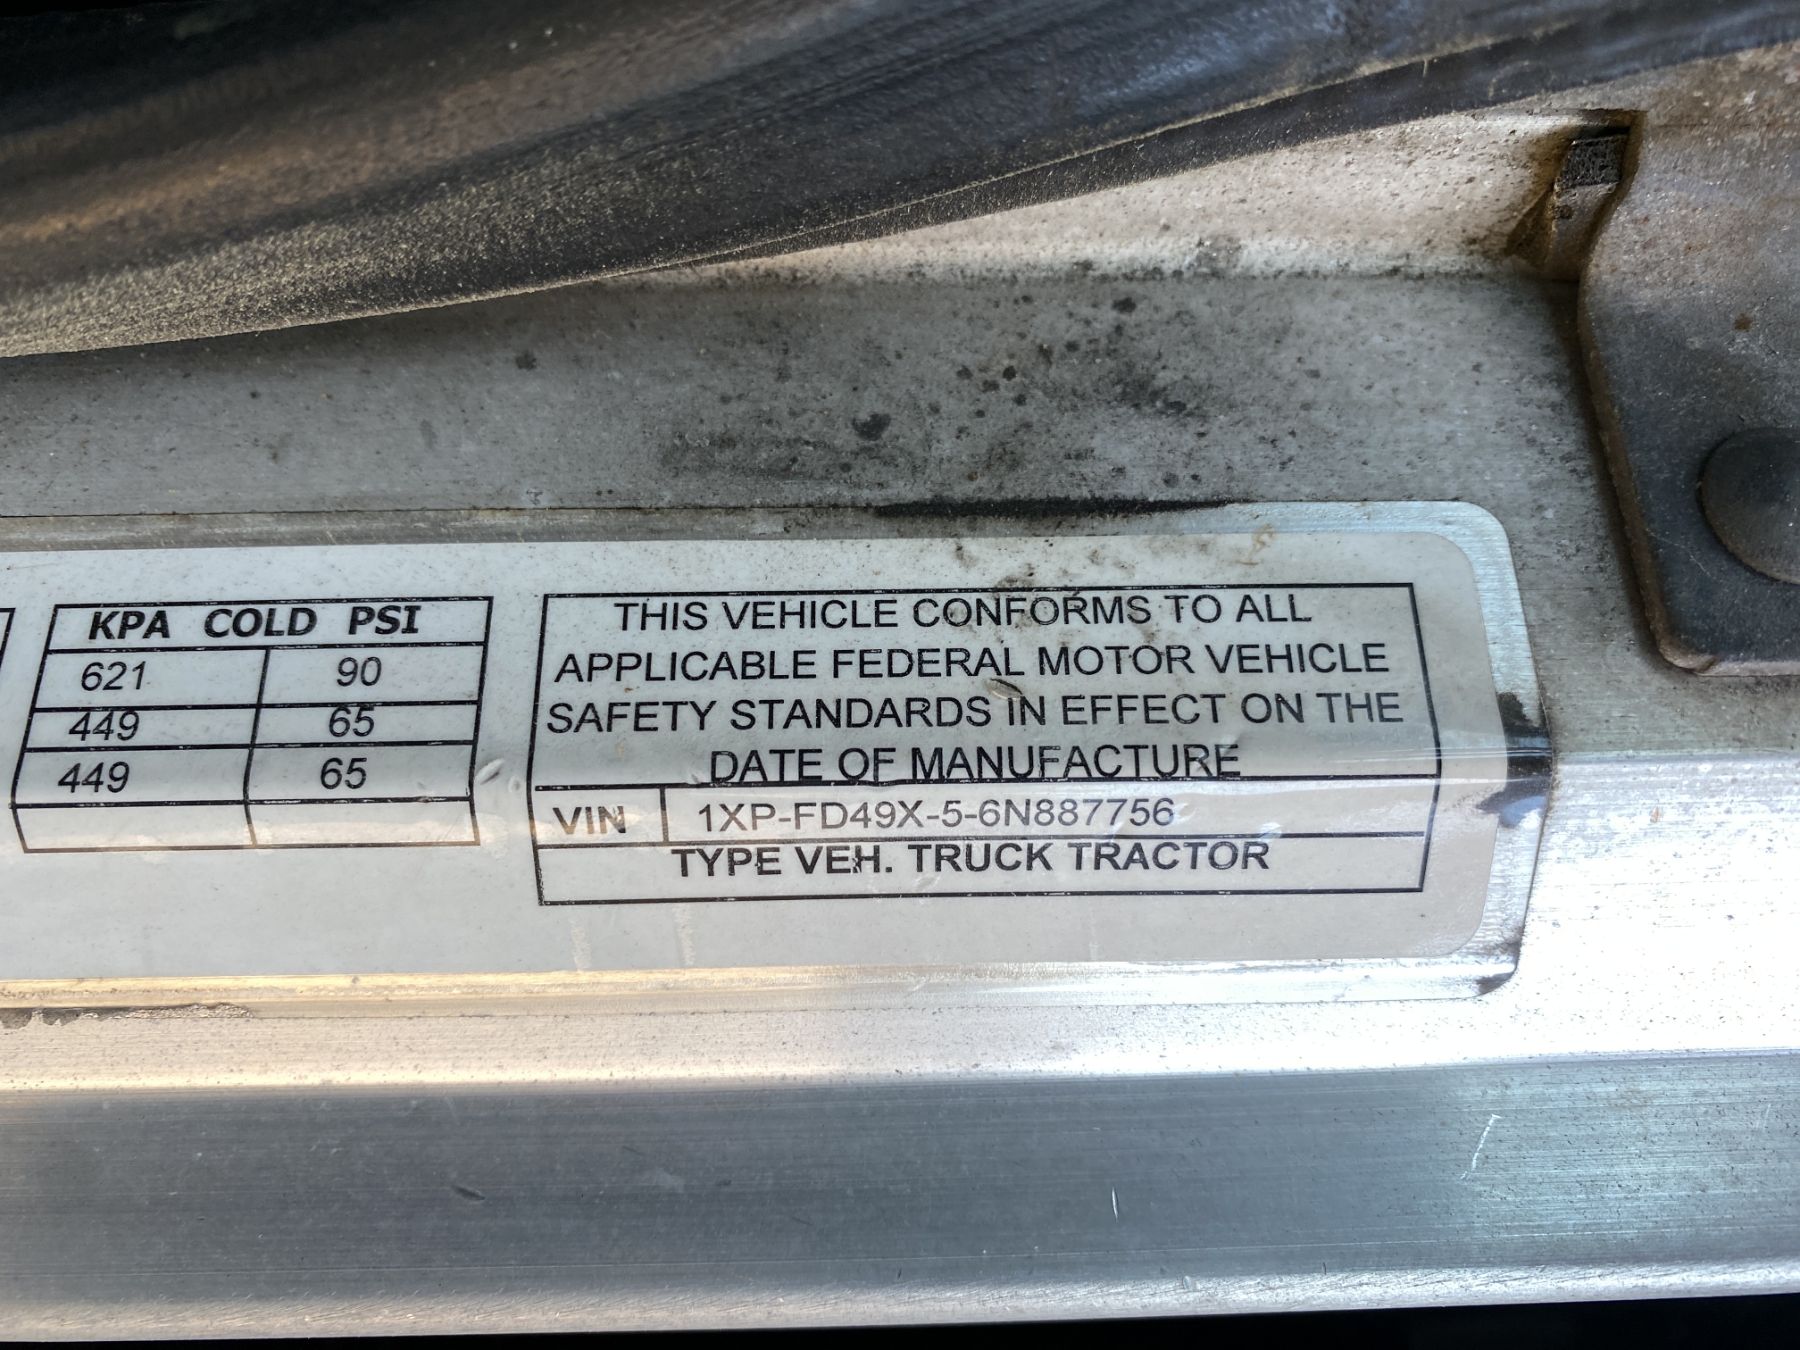 KPA COLD PSI
621 90
449 65
449 65
THIS VEHICLE CONFORMS TO ALL
APPLICABLE FEDERAL MOTOR VEHICLE
SAFETY STANDARDS IN EFFECT ON THE
DATE OF MANUFACTURE
VIN 1XP-FD49X-5-6N887756
TYPE VEH. TRUCK TRACTOR